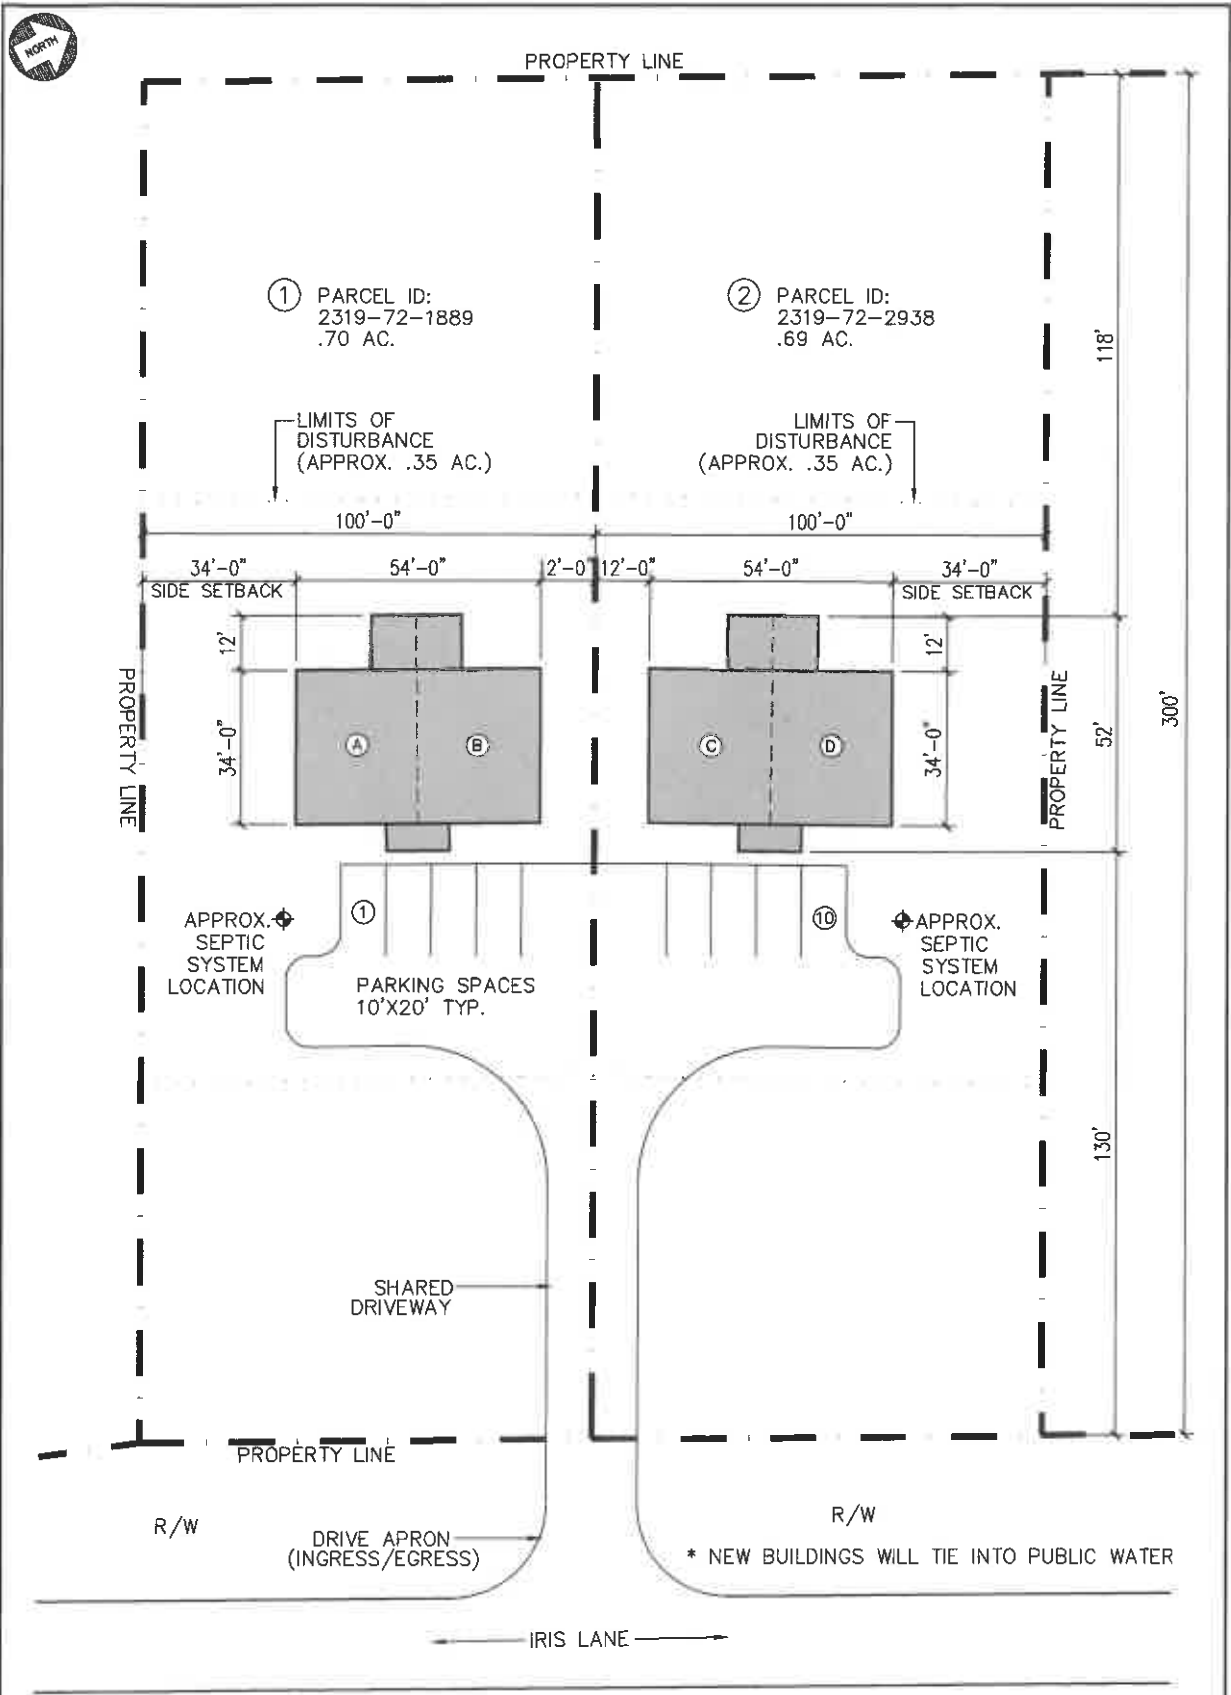 NORTH
PROPERTY LINE
1 PARCEL ID:
2319-72-1889
.70 AC.
2 PARCEL ID:
2319-72-2938
.69 AC.
118'
LIMITS OF
DISTURBANCE
(APPROX. .35 AC.)
LIMITS OF
DISTURBANCE
(APPROX. .35 AC.)
100'-0"
100'-0"
34'-0"
54'-0"
2'-0"
12'-0"
54'-0"
34'-0"
SIDE SETBACK
SIDE SETBACK
12'
12'
PROPERTY LINE
34'-0"
A
B
C
D
34'-0"
PROPERTY LINE
52'
300'
APPROX.
SEPTIC
SYSTEM
LOCATION
1
10
APPROX.
SEPTIC
SYSTEM
LOCATION
PARKING SPACES
10'X20' TYP.
130'
SHARED
DRIVEWAY
PROPERTY LINE
R/W
R/W
DRIVE APRON
(INGRESS/EGRESS)
* NEW BUILDINGS WILL TIE INTO PUBLIC WATER
IRIS LANE